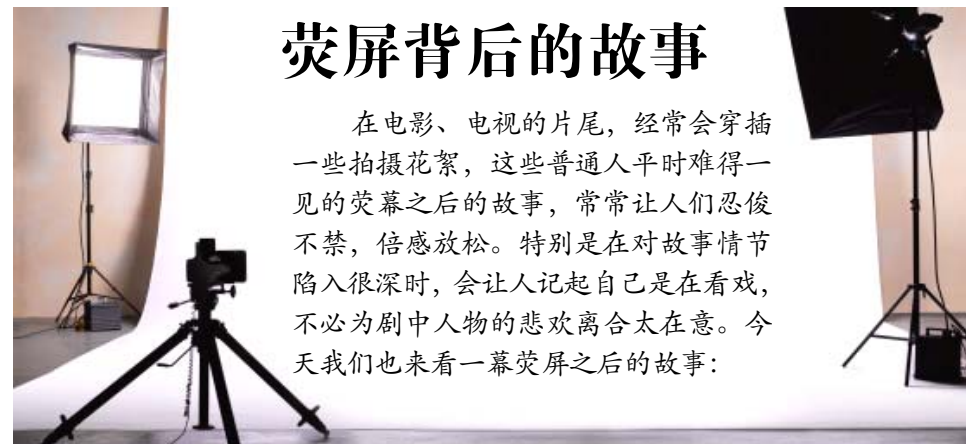 荧屏背后的故事
在电影、电视的片尾，经常会穿插
一些拍摄花絮，这些普通人平时难得一
见的荧幕之后的故事，常常让人们忍俊
不禁，倍感放松。特别是在对故事情节
陷入很深时，会让人记起自己是在看戏，
不必为剧中人物的悲欢离合太在意。今
天我们也来看一幕荧屏之后的故事：